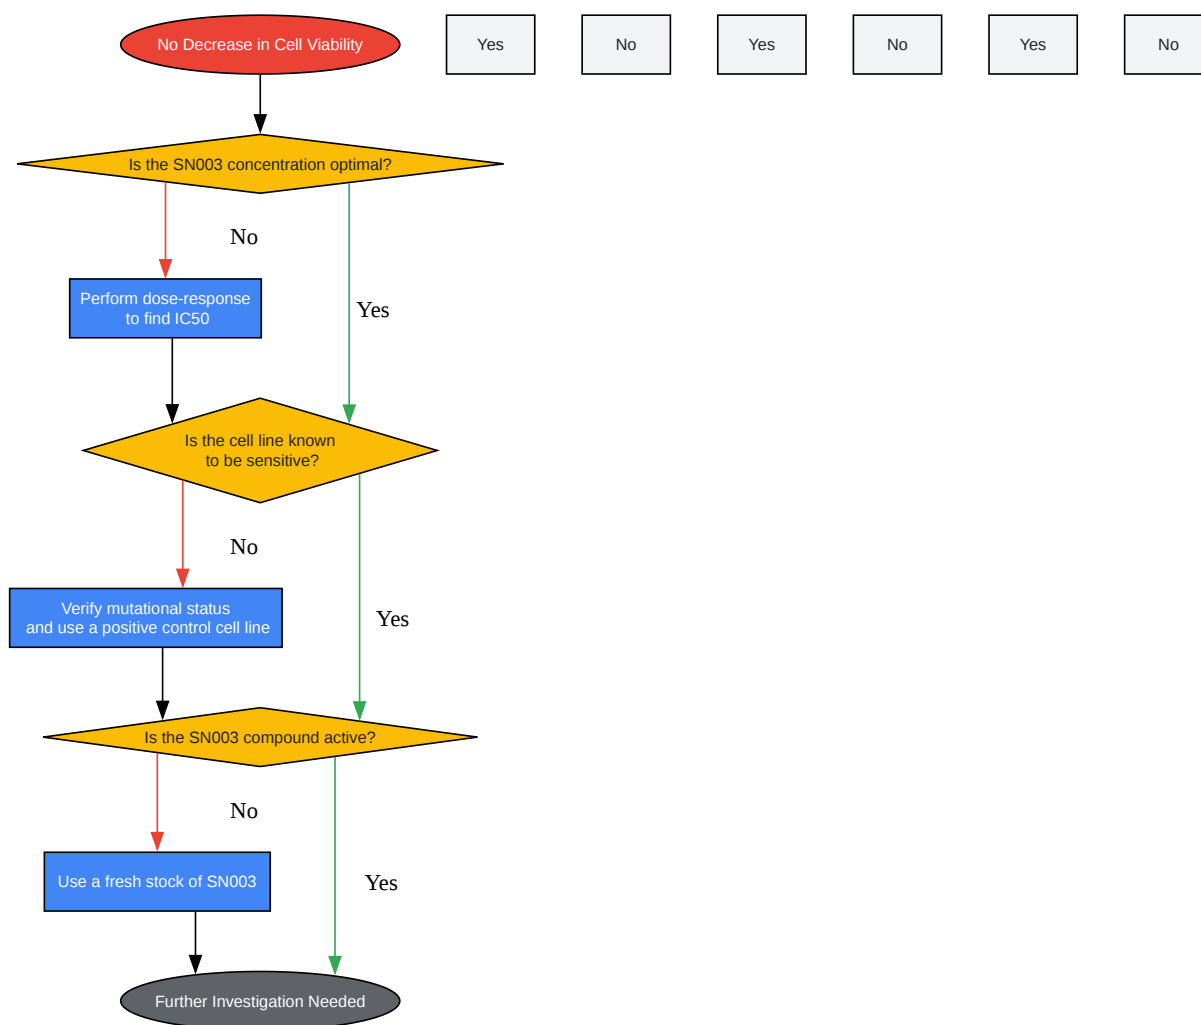 No Decrease in Cell Viability
Yes
No
Yes
No
Yes
No
Is the SN003 concentration optimal?
No
Perform dose-response
to find IC50
Yes
Is the cell line known
to be sensitive?
No
Verify mutational status
and use a positive control cell line
Yes
Is the SN003 compound active?
No
Use a fresh stock of SN003
Yes
Further Investigation Needed